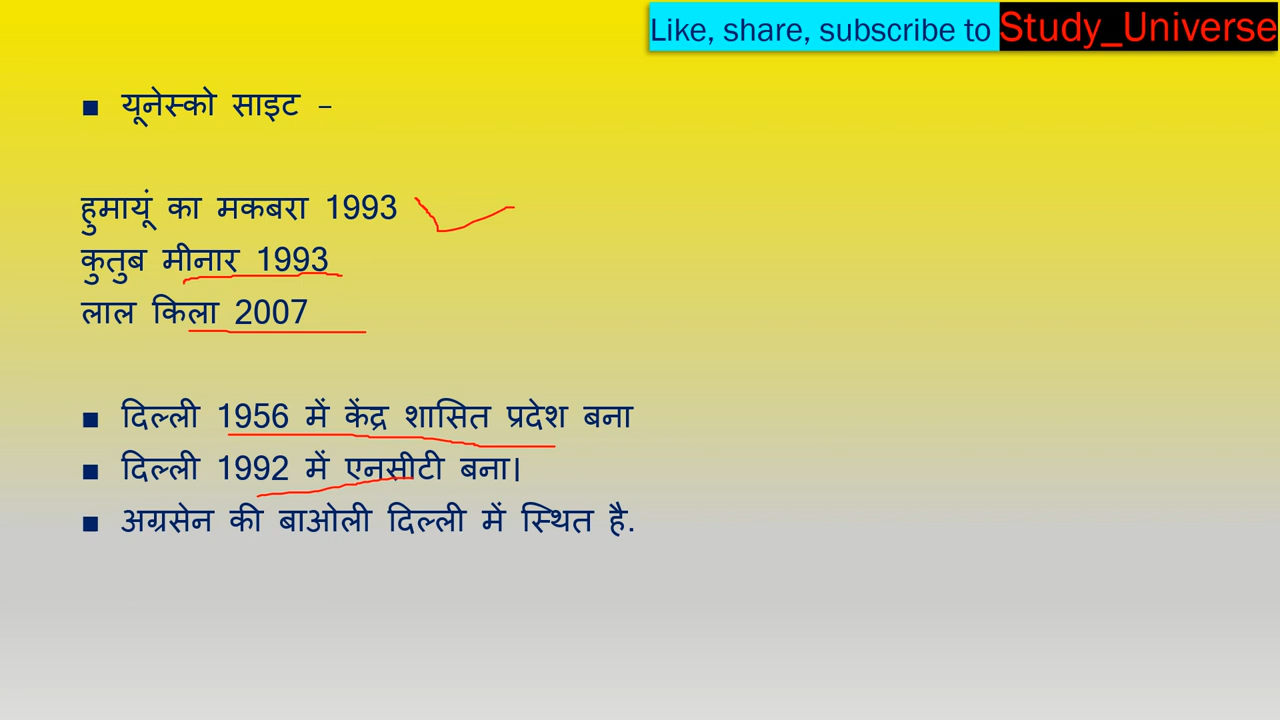 Like, share, subscribe to Study_Universe
▪ यूनेस्को साइट –
हुमायूं का मकबरा 1993
कुतुब मीनार 1993
लाल किला 2007
▪ दिल्ली 1956 में केंद्र शासित प्रदेश बना
▪ दिल्ली 1992 में एनसीटी बना।
▪ अग्रसेन की बाओली दिल्ली में स्थित है.